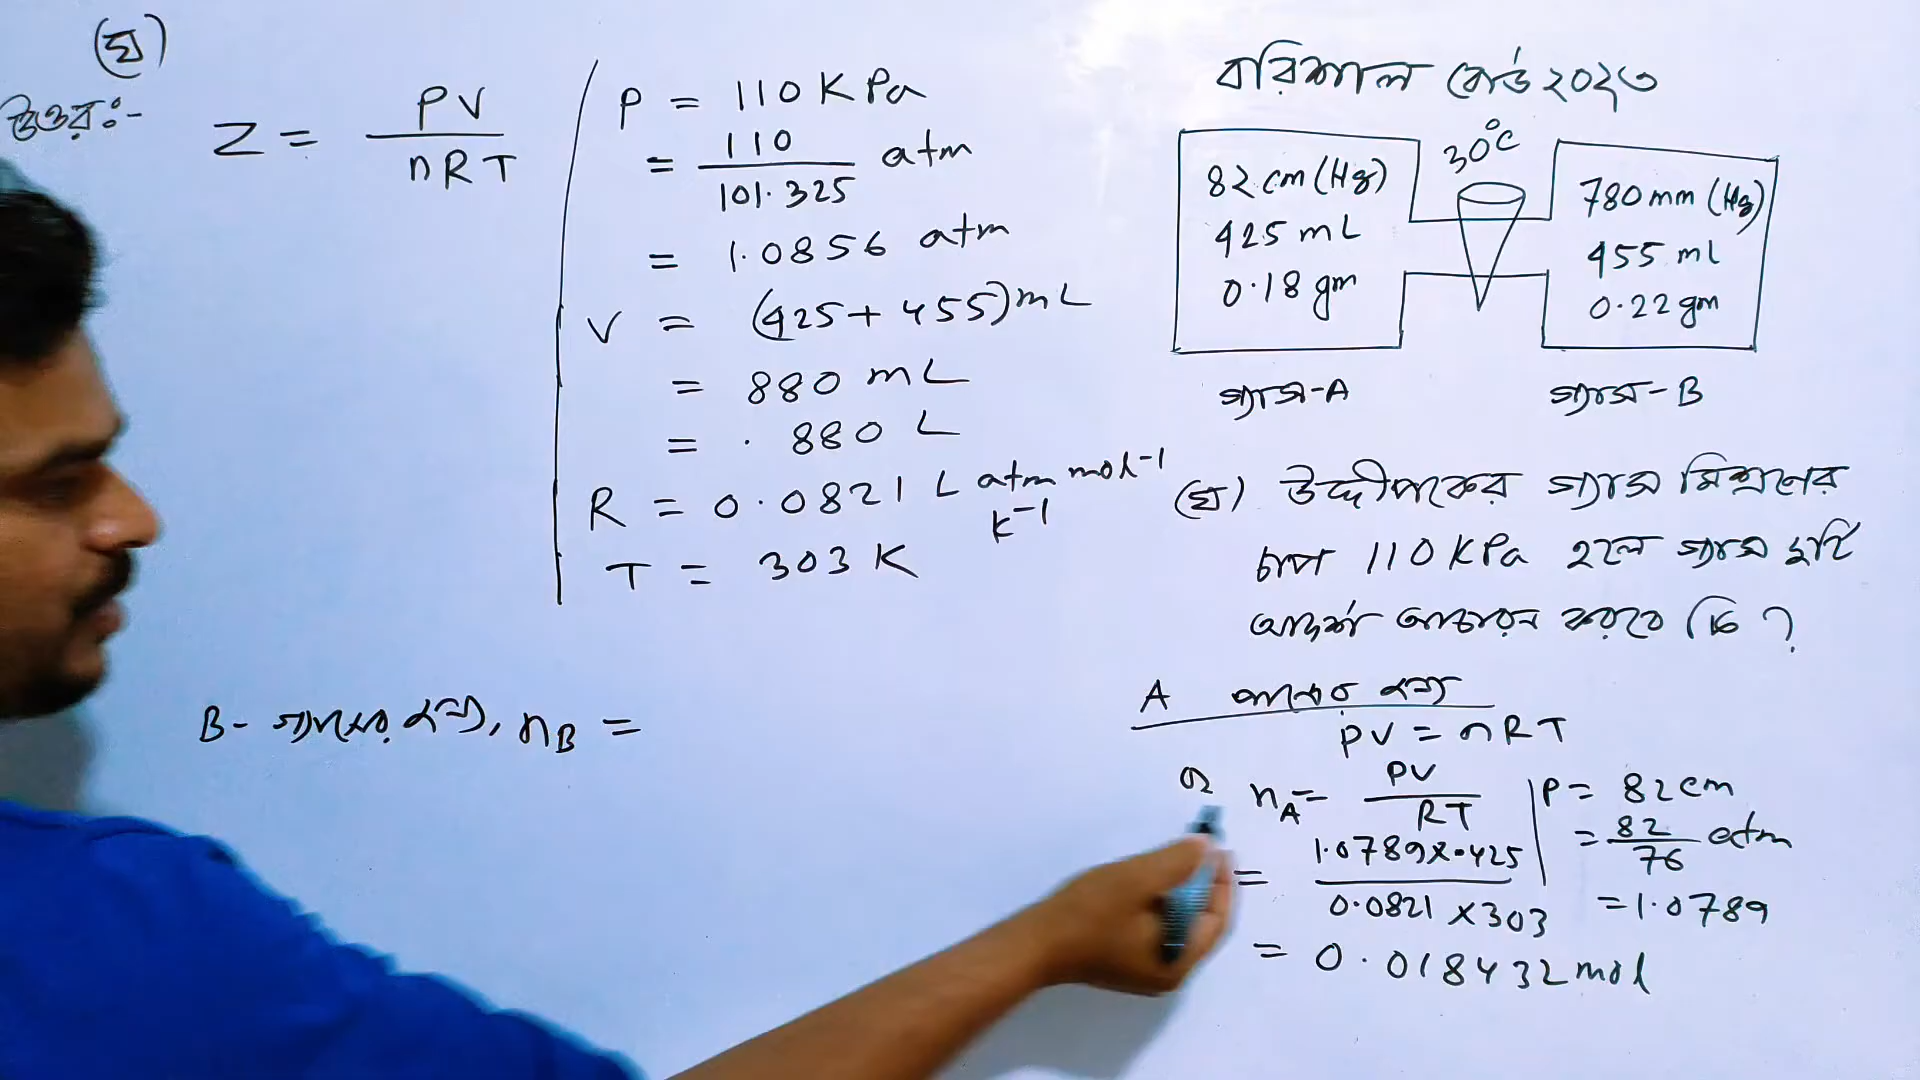 (ঘ)
উত্তরঃ-
Z = PV / nRT
P = 110 KPa
= 110 / 101.325 atm
= 1.0856 atm
V = (425 + 455) mL
= 880 mL
= .880 L
R = 0.0821 L atm mol⁻¹ k⁻¹
T = 303 K
B- গ্যাসের জন্য, nB =
বরিশাল বোর্ড ২০২৩
82 cm (Hg)
425 mL
0.18 gm
30°C
780 mm (Hg)
455 ml
0.22 gm
গ্যাস-A
গ্যাস-B
(ঘ) উদ্দীপকের গ্যাস মিশ্রণের
চাপ 110 KPa হলে গ্যাস দুটি
আদর্শ আচরন করবে কি ?
A জন্য
PV = nRT
বা nA = PV / RT
= 1.0789 x .425 / 0.0821 x 303
= 0.018432 mol
P = 82 cm
= 82 / 76 atm
= 1.0789